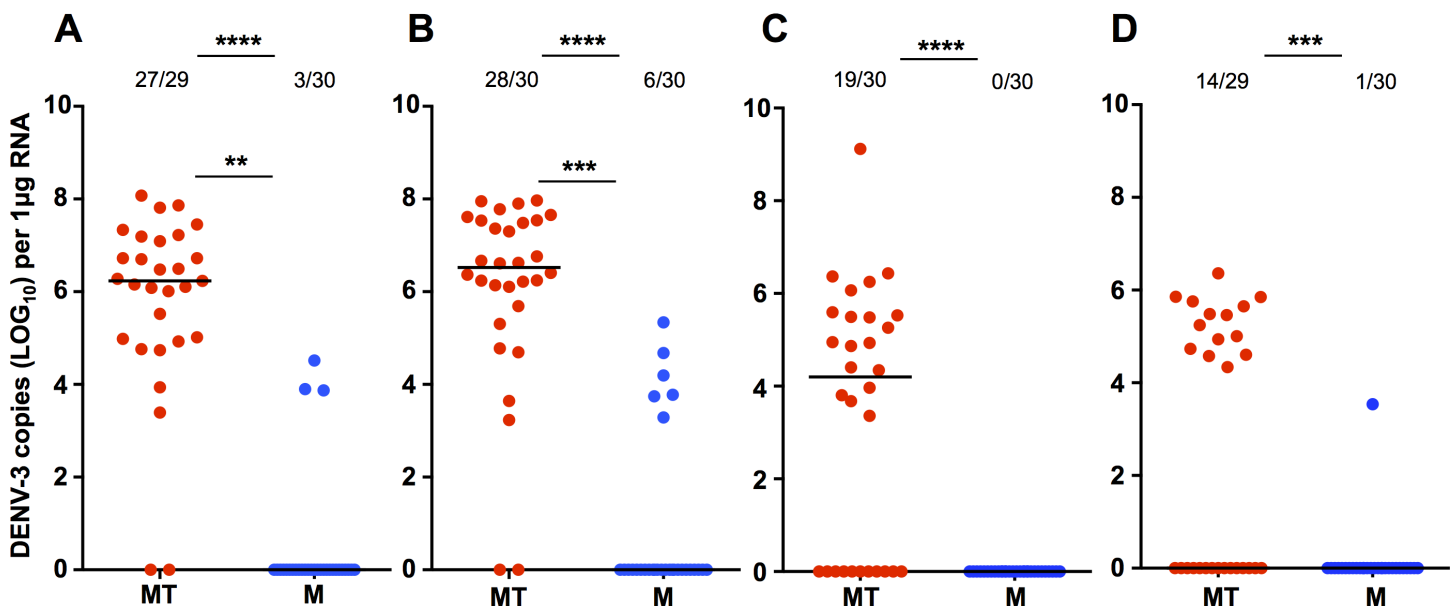 A B C D
**** **** **** ***
27/29 3/30 28/30 6/30 19/30 0/30 14/29 1/30
10 10 10 10
** ***
8 8 8 8
6 6 6 6
4 4 4 4
2 2 2 2
0 0 0 0
MT M MT M MT M MT M
DENV-3 copies (LOG10) per 1µg RNA